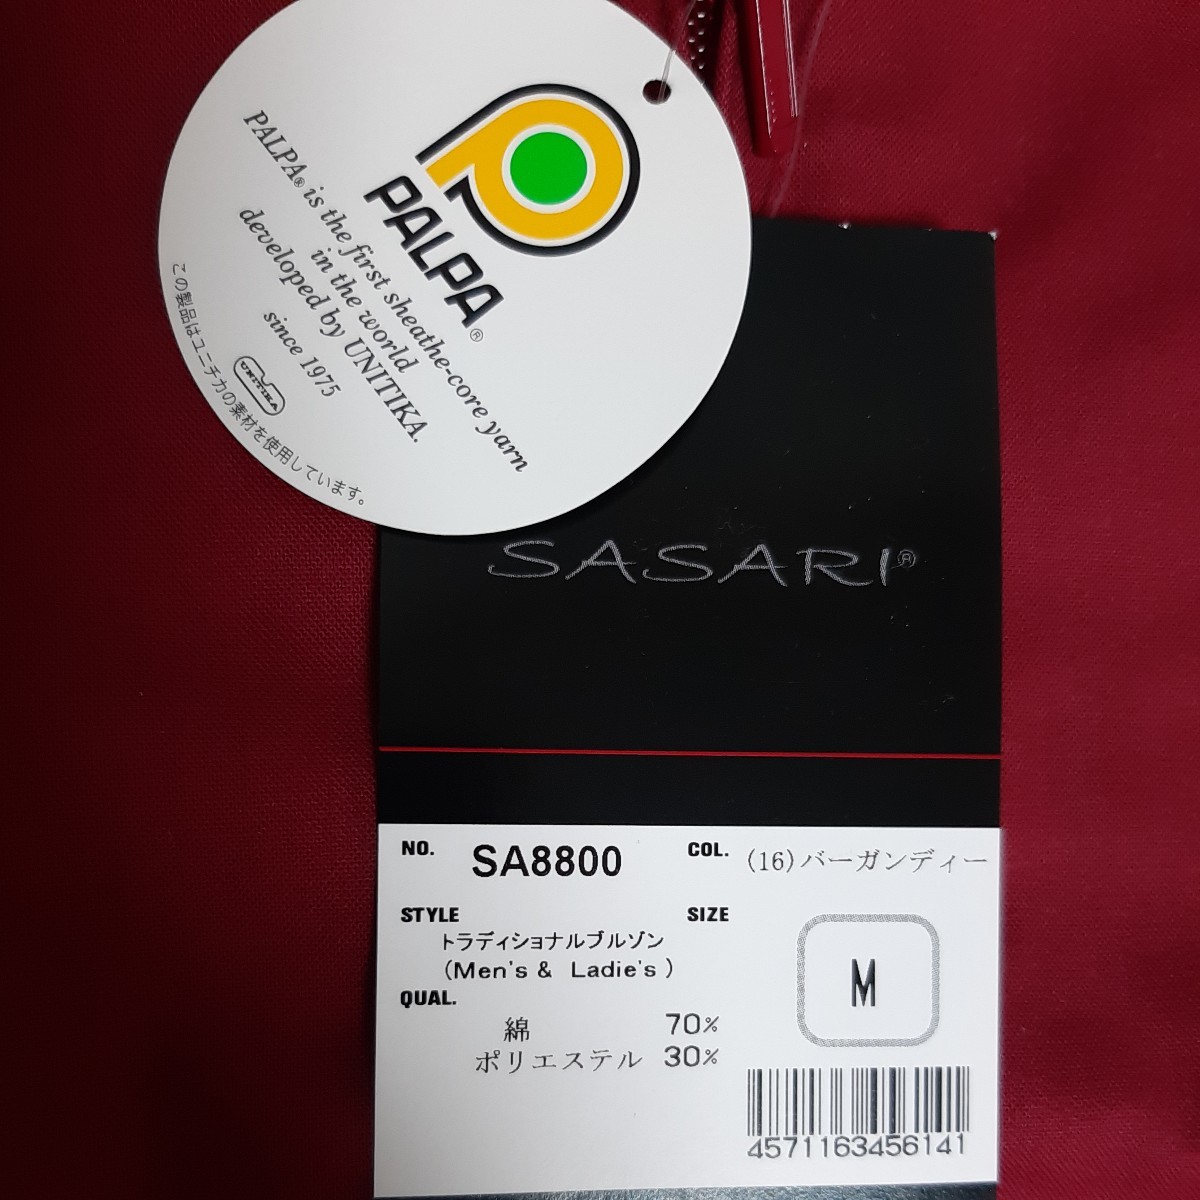 PALPA®
PALPA® is the first sheathe-core yarn
in the world
developed by UNITIKA.
since 1975
UNITIKA
この製品はユニチカの素材を使用しています。
SASARI®
NO. SA8800 COL. (16)バーガンディー
STYLE SIZE
トラディショナルブルゾン
(Men's & Ladie's)
M
QUAL.
綿 70%
ポリエステル 30%
4571163456141